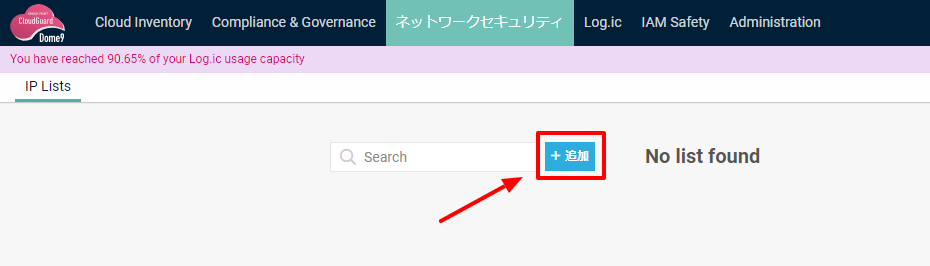 CHECK POINT
CloudGuard
Dome9
Cloud Inventory
Compliance & Governance
ネットワークセキュリティ
Log.ic
IAM Safety
Administration
You have reached 90.65% of your Log.ic usage capacity
IP Lists
Search
+ 追加
No list found